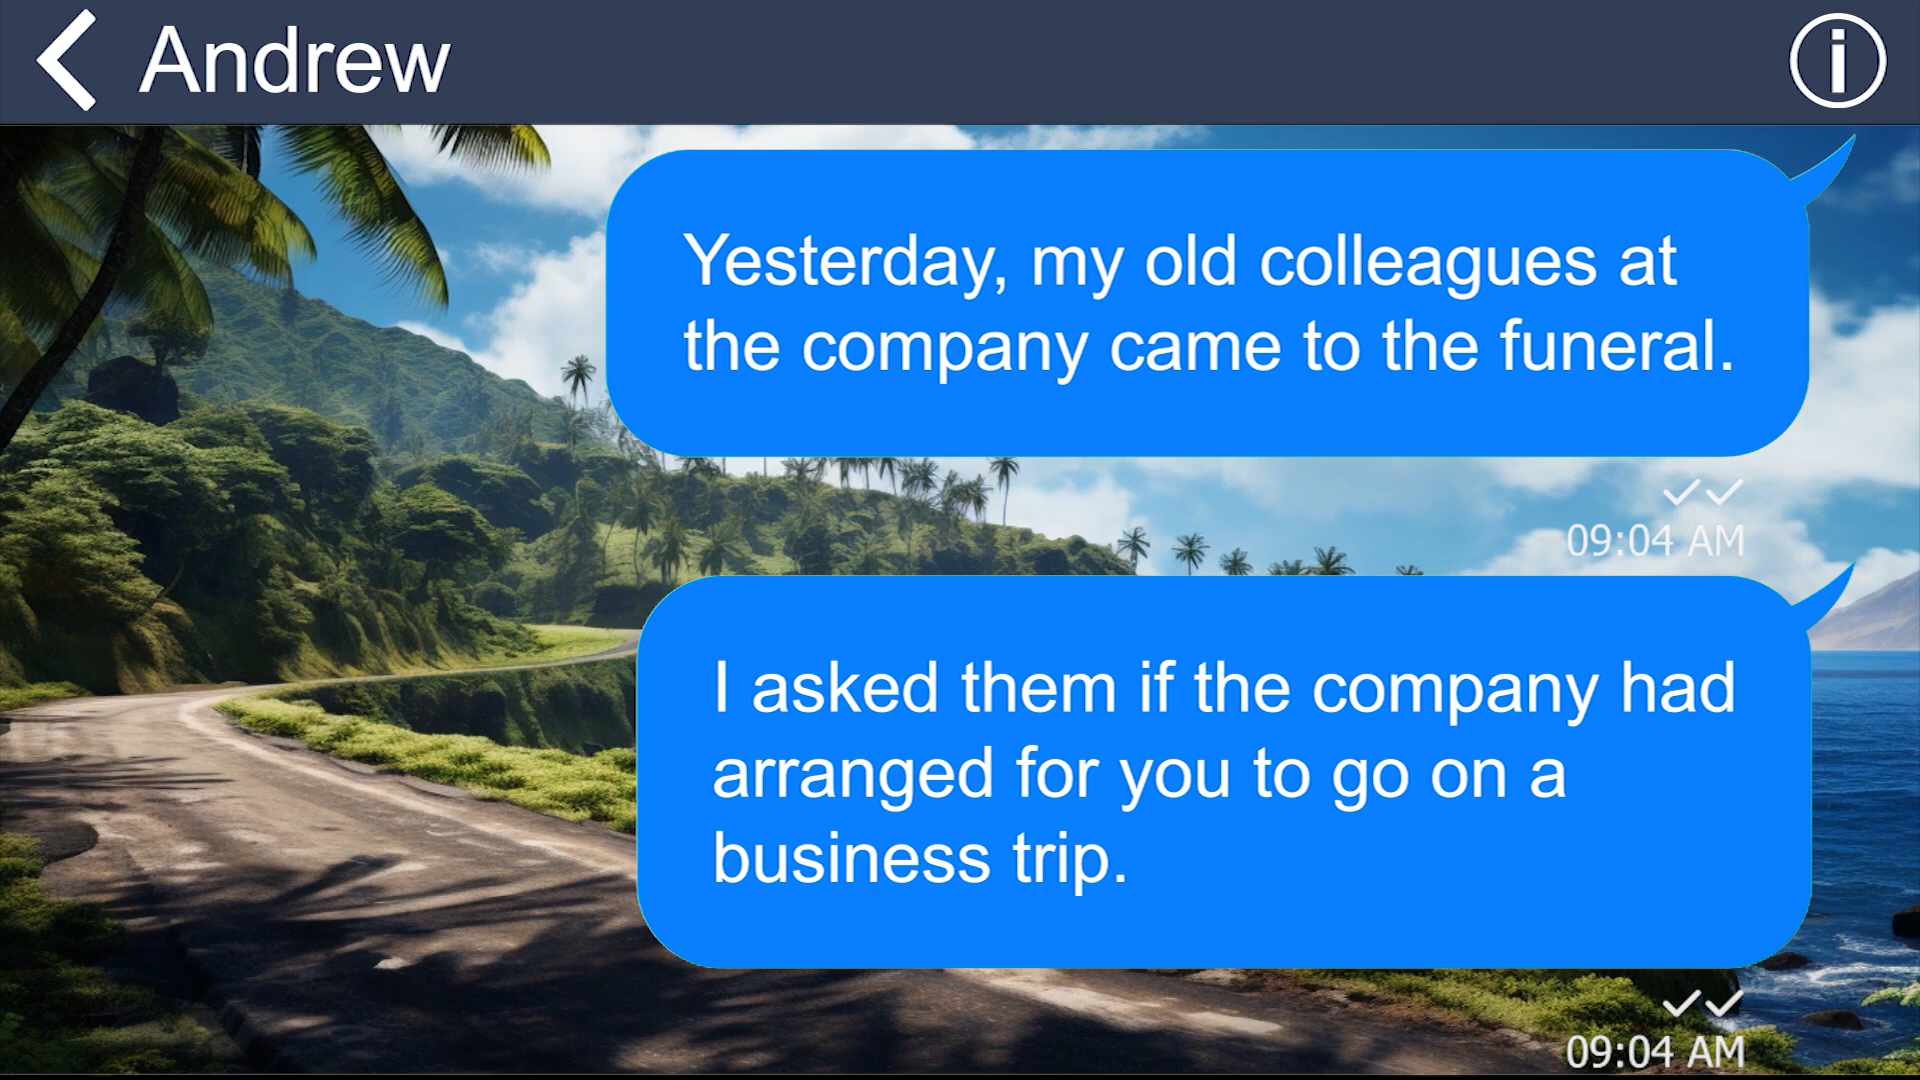 Andrew
Yesterday, my old colleagues at
the company came to the funeral.
09:04 AM
I asked them if the company had
arranged for you to go on a
business trip.
09:04 AM